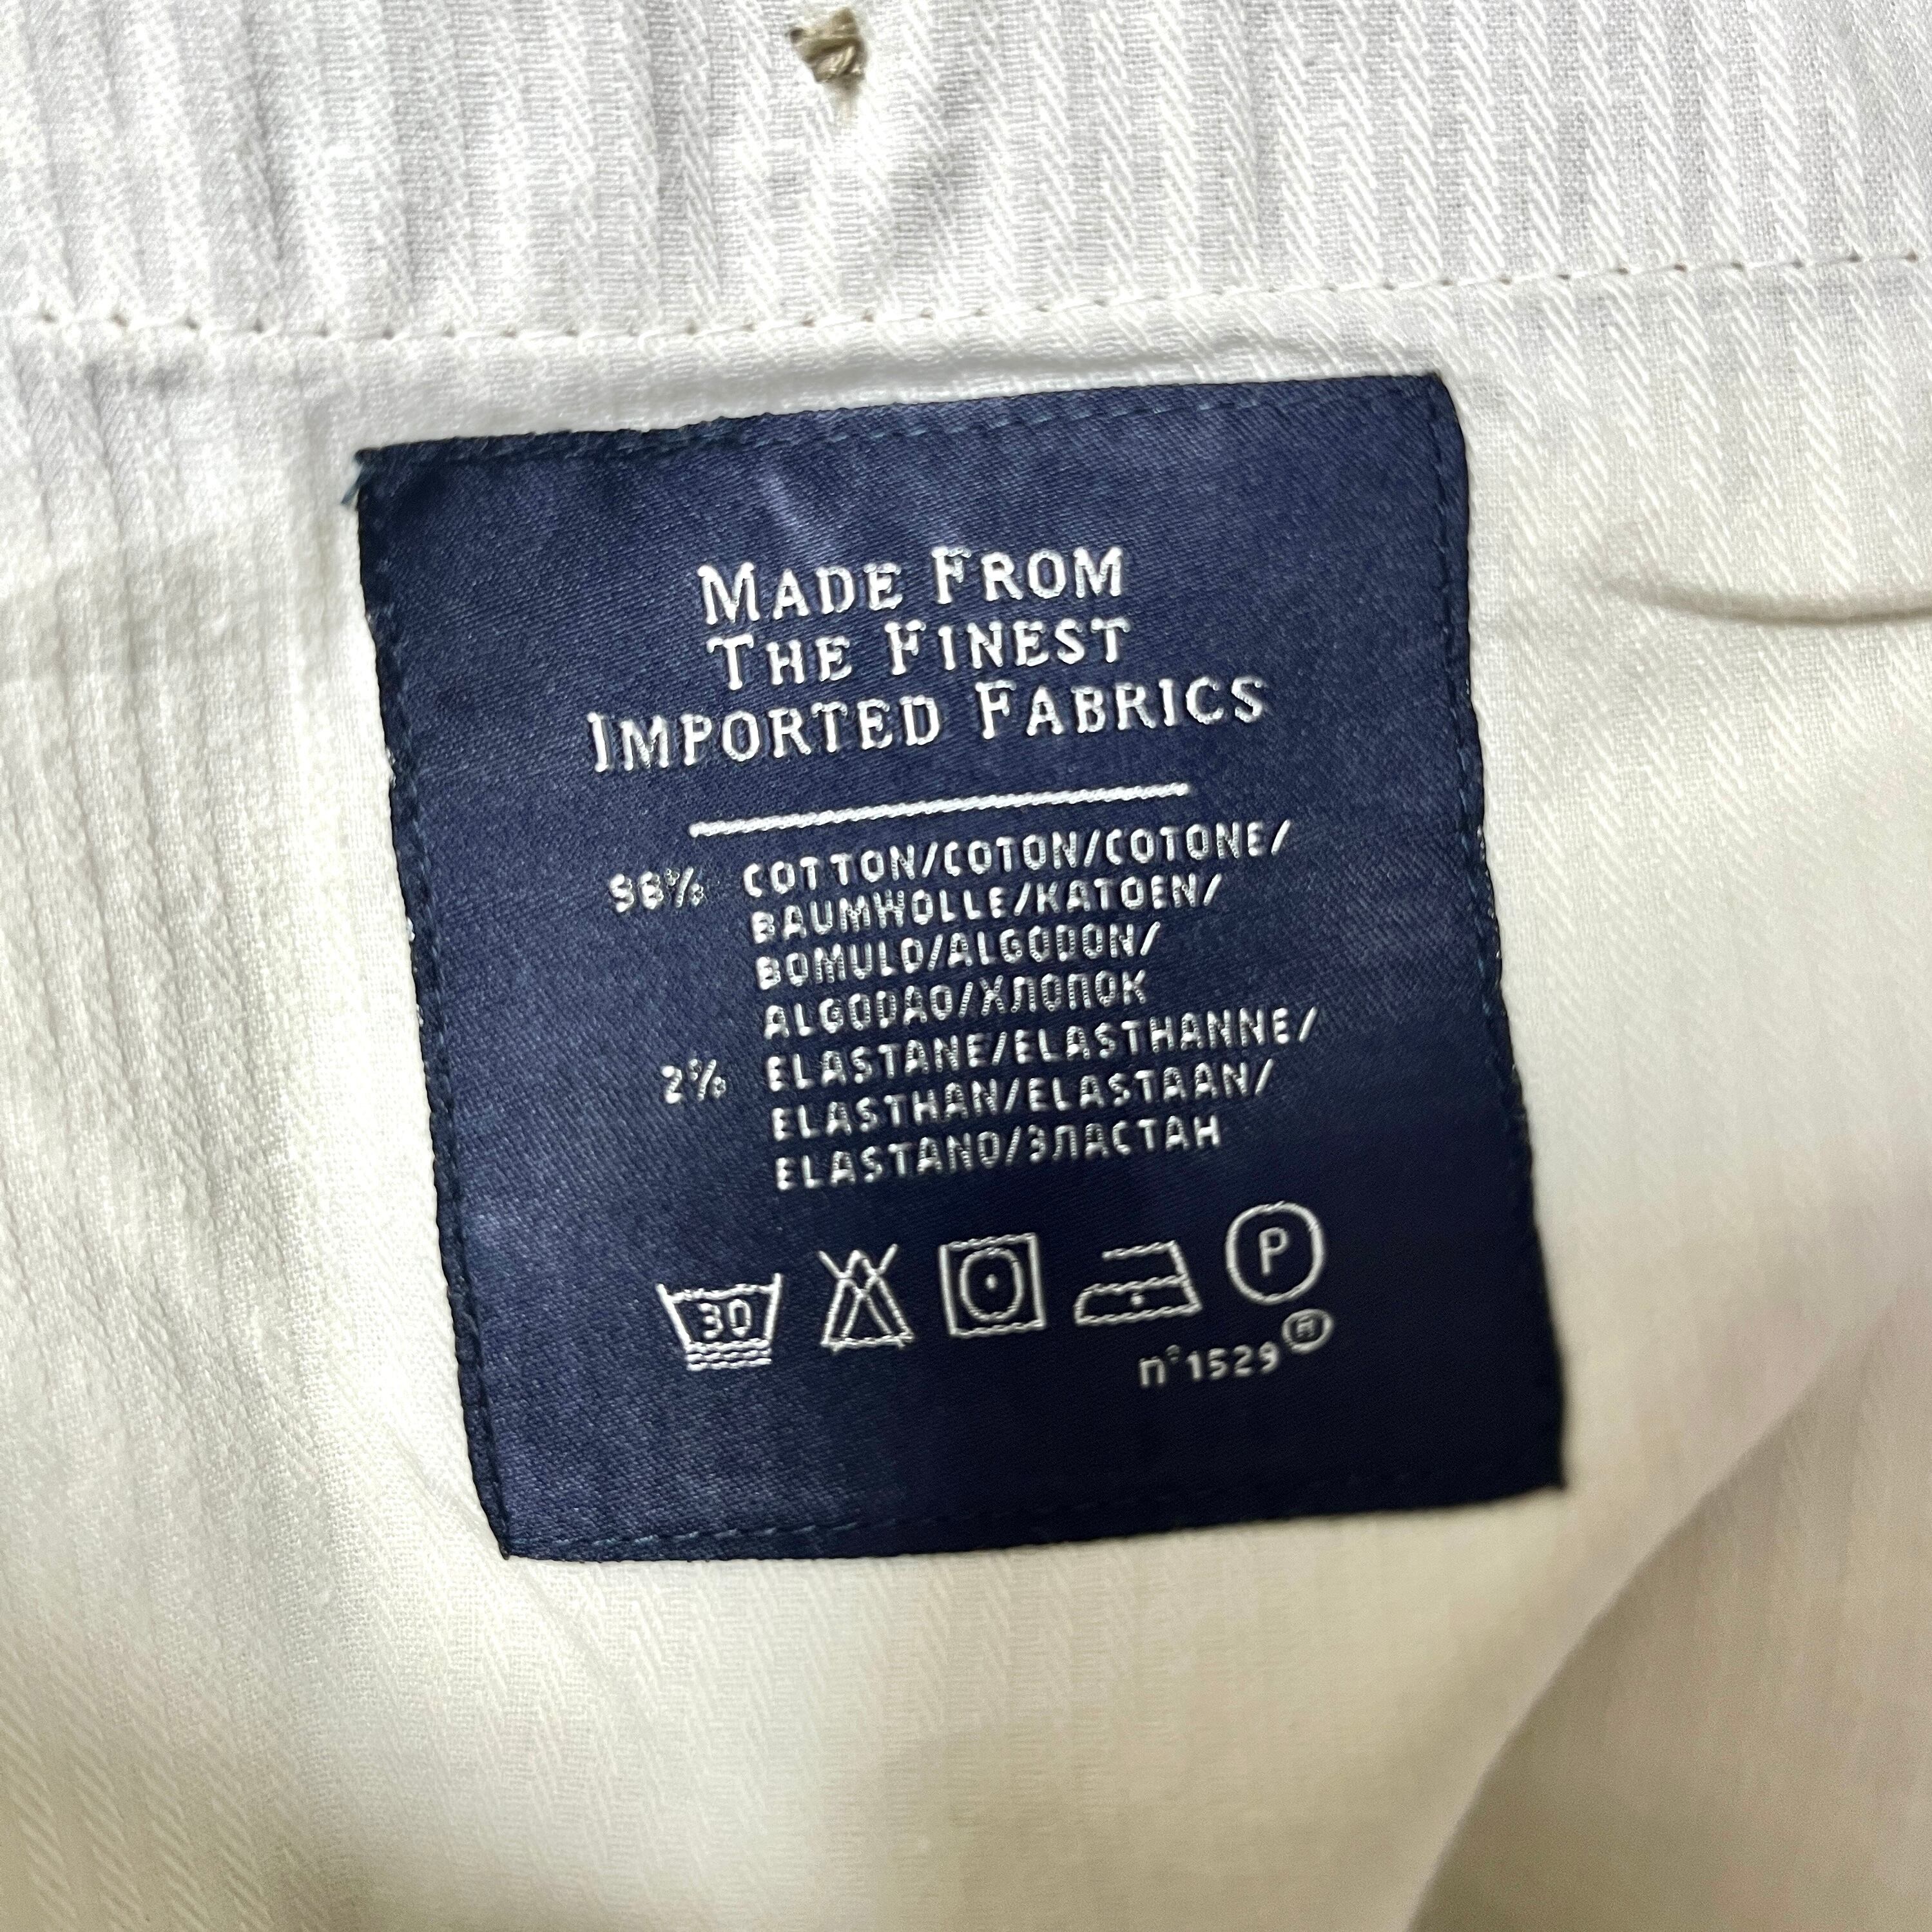 MADE FROM
THE FINEST
IMPORTED FABRICS
98% COTTON/COTON/COTONE/
BAUMWOLLE/KATOEN/
BOMULD/ALGODON/
ALGODAO/ХЛОПОК
2% ELASTANE/ELASTHANNE/
ELASTHAN/ELASTAAN/
ELASTANO/ЭЛАСТАН
30 P
n°1529